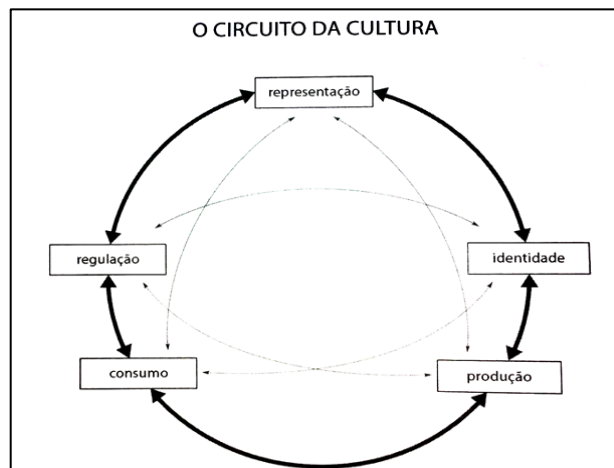 O CIRCUITO DA CULTURA
representação
regulação
identidade
consumo
produção